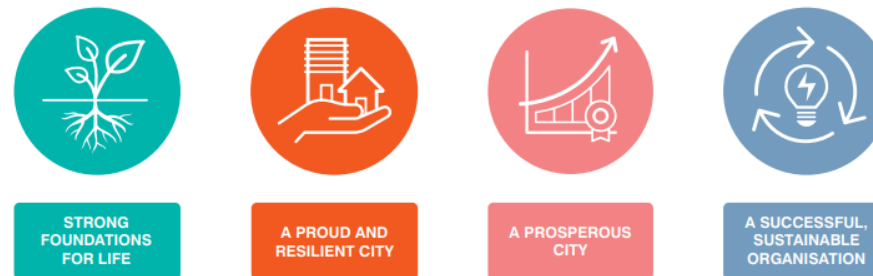 STRONG
FOUNDATIONS
FOR LIFE
A PROUD AND
RESILIENT CITY
A PROSPEROUS
CITY
A SUCCESSFUL,
SUSTAINABLE
ORGANISATION